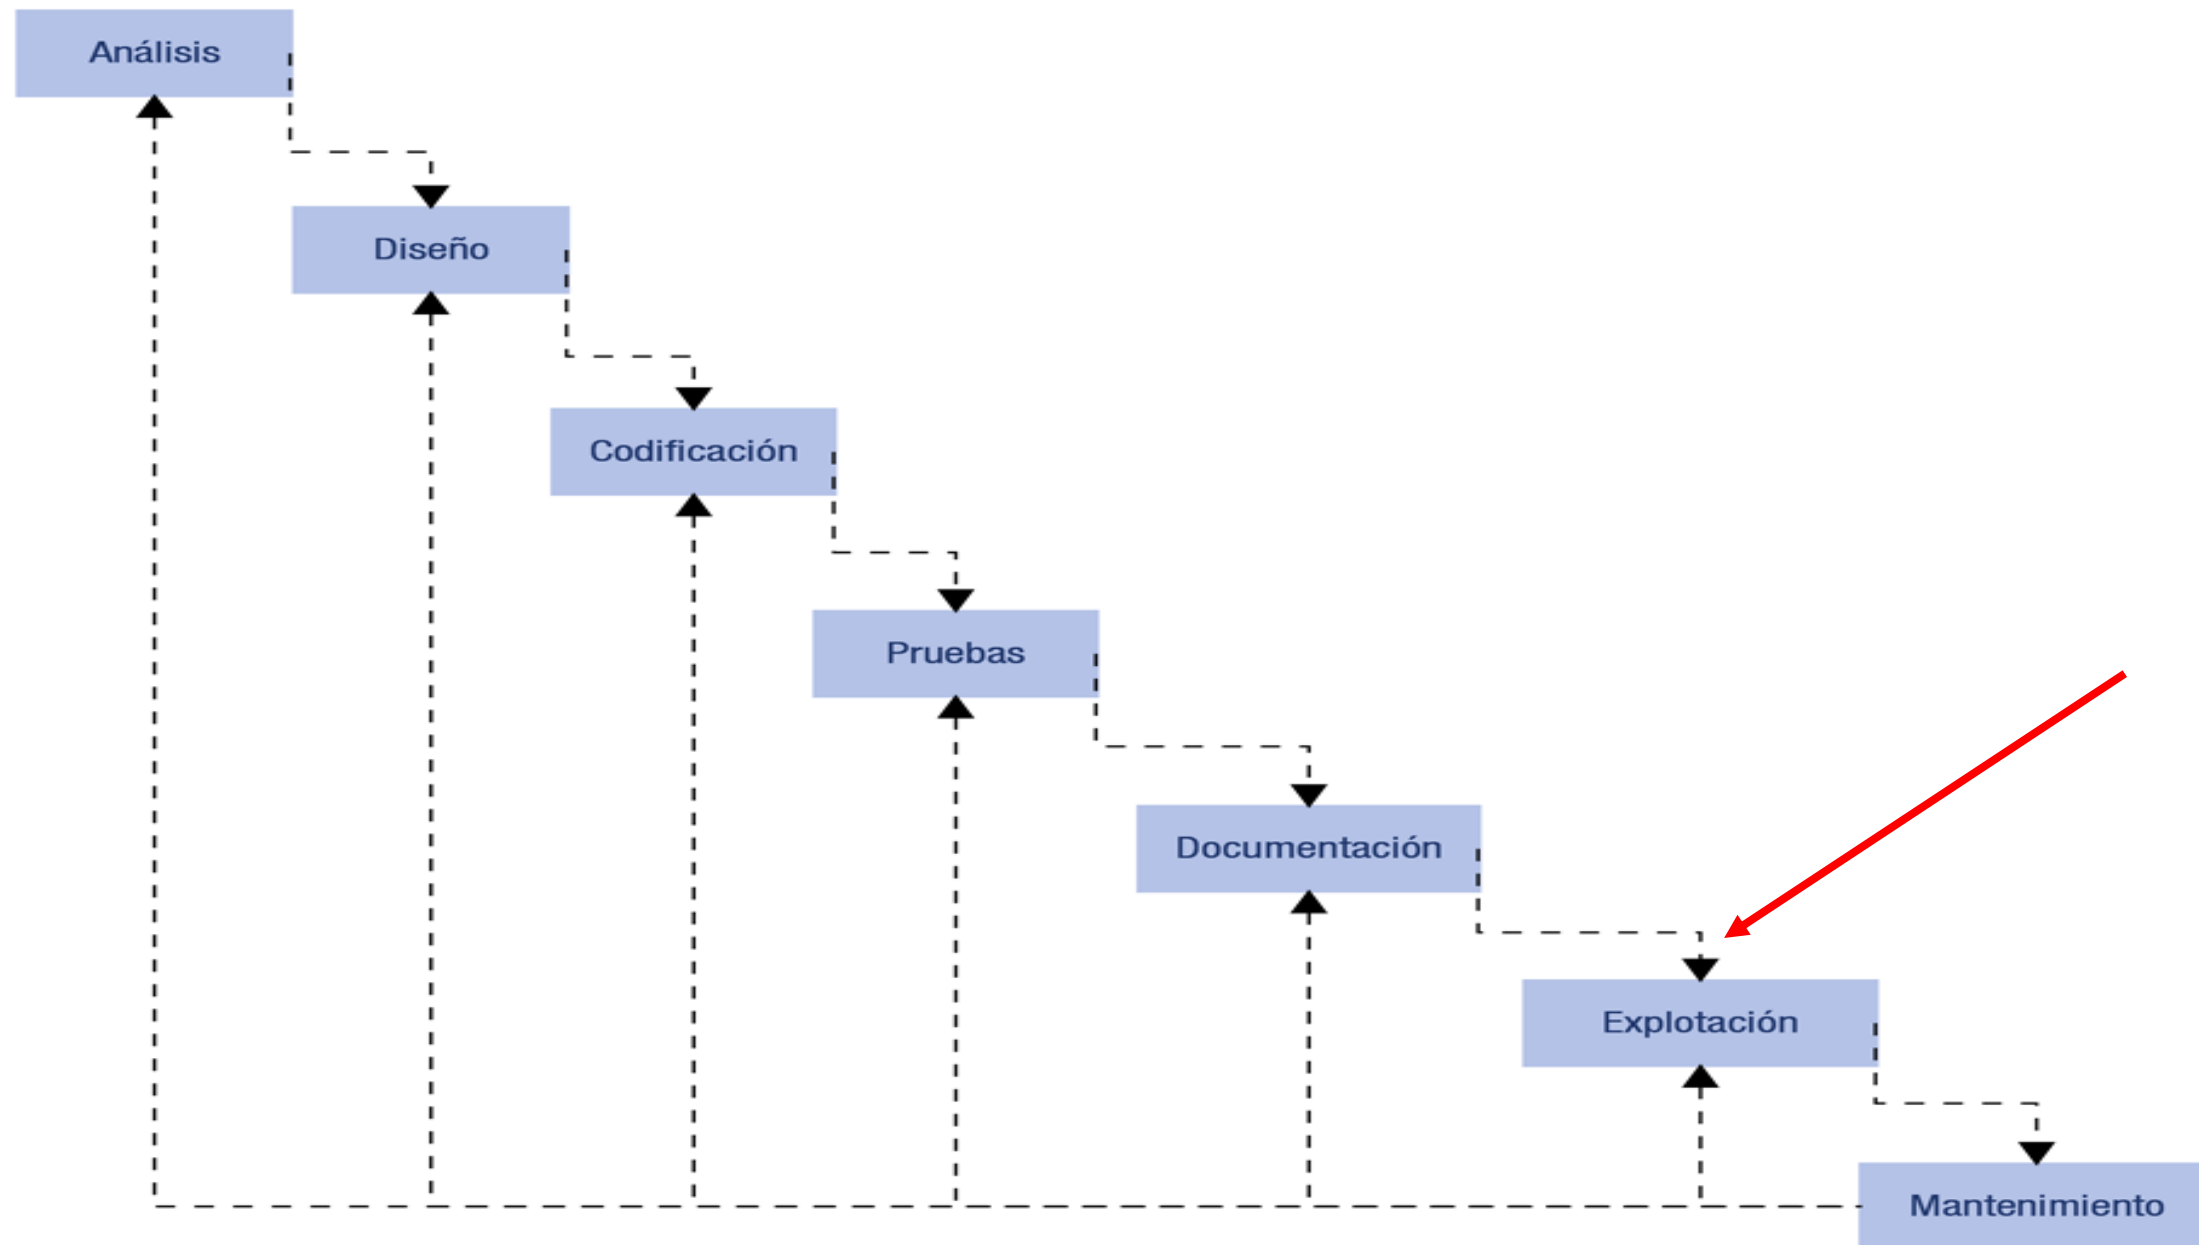 Análisis
Diseño
Codificación
Pruebas
Documentación
Explotación
Mantenimiento